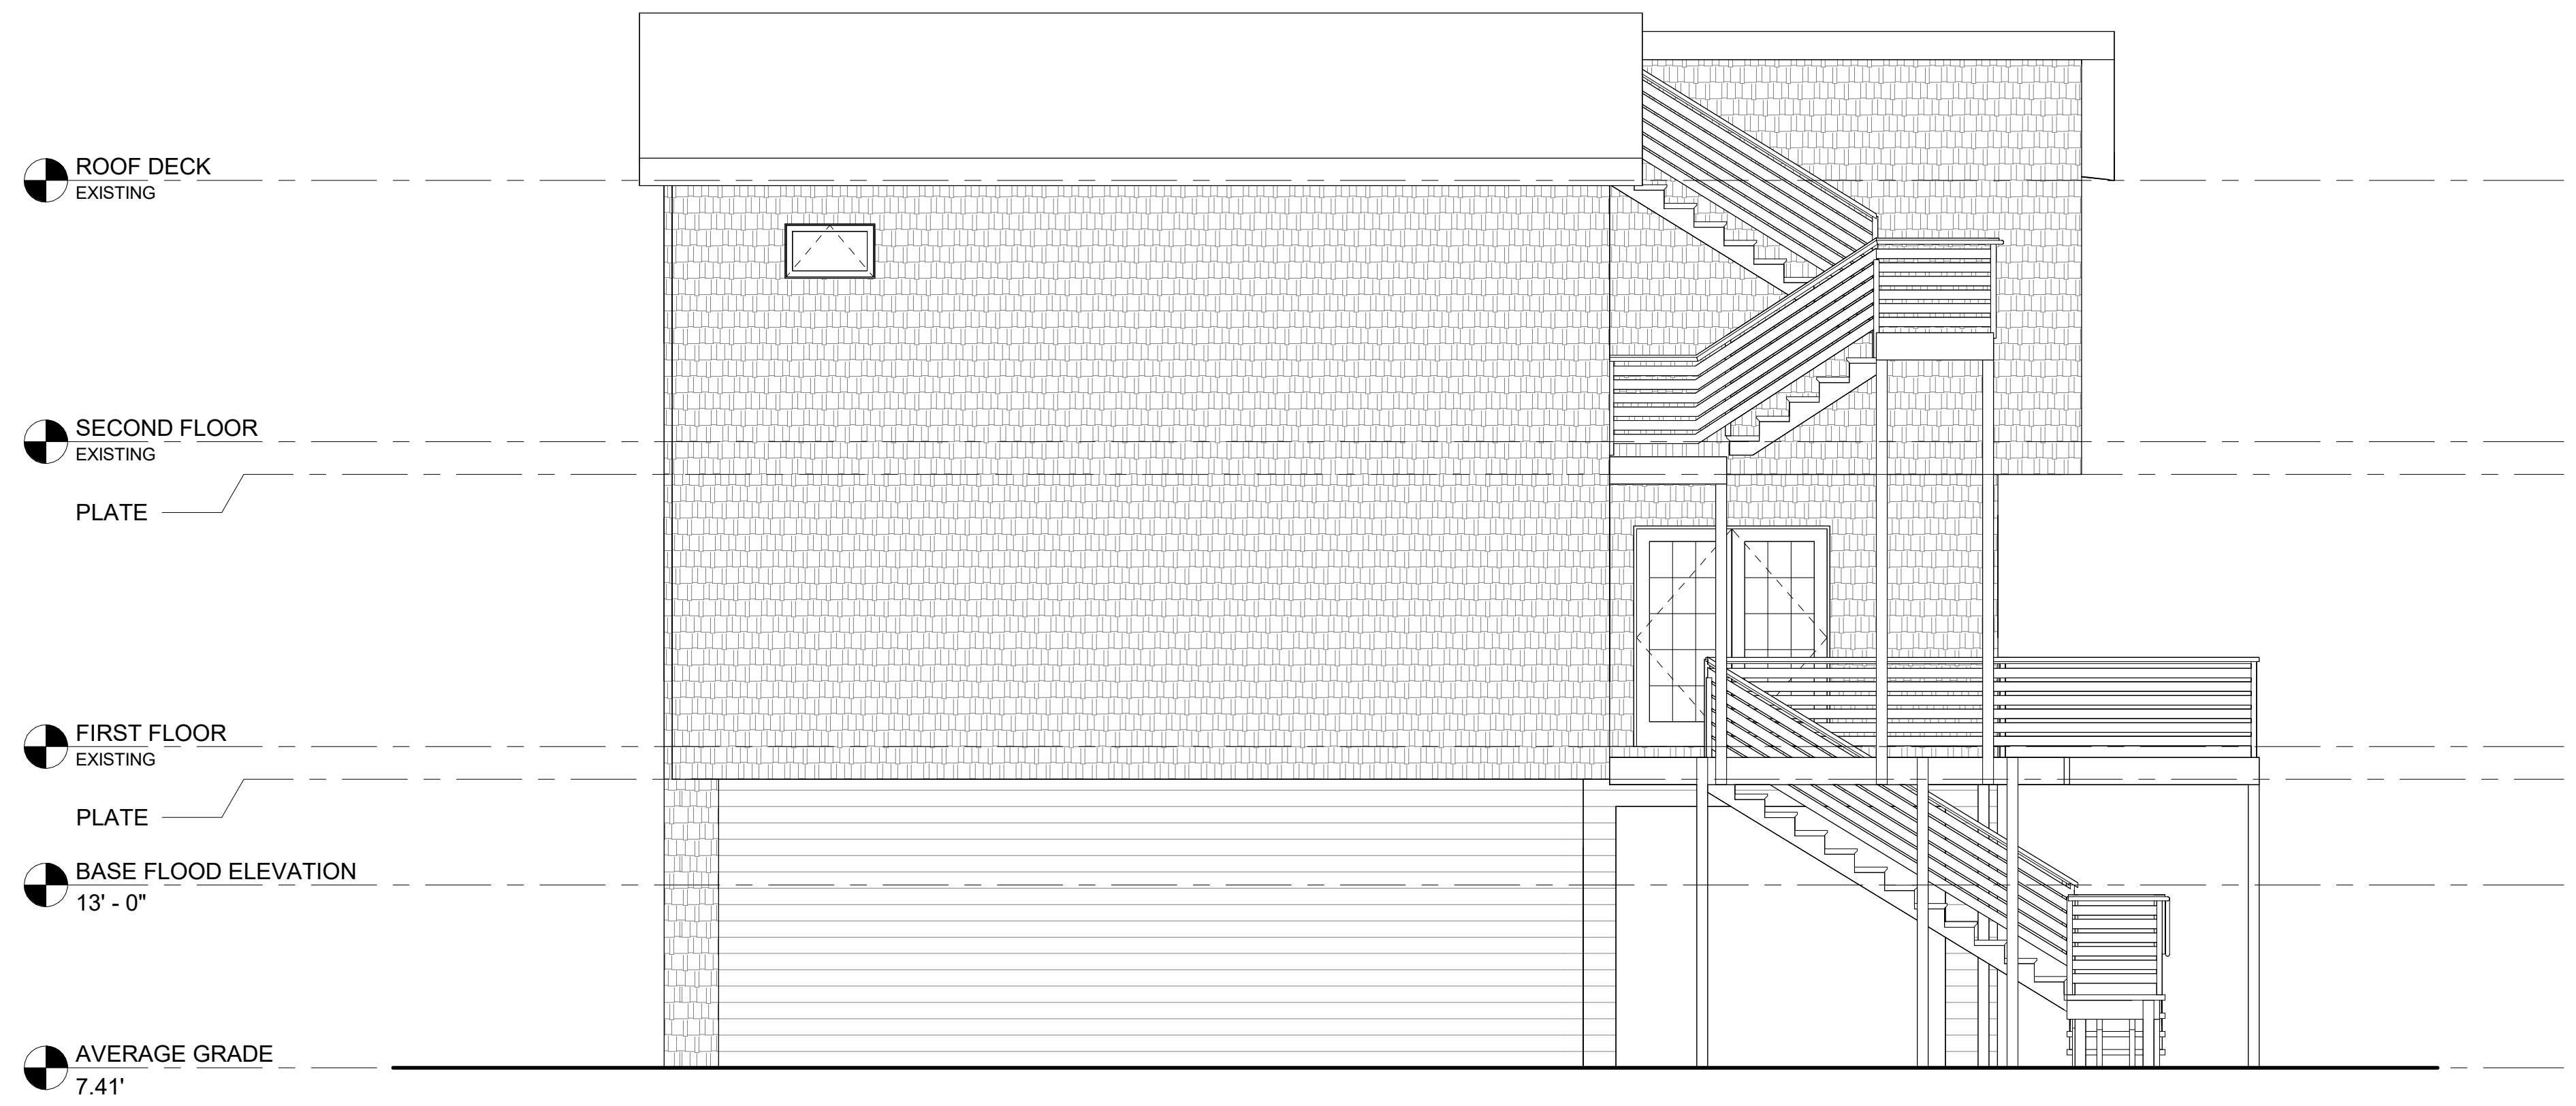 ROOF DECK
EXISTING
SECOND FLOOR
EXISTING
PLATE
FIRST FLOOR
EXISTING
PLATE
BASE FLOOD ELEVATION
13' - 0"
AVERAGE GRADE
7.41'